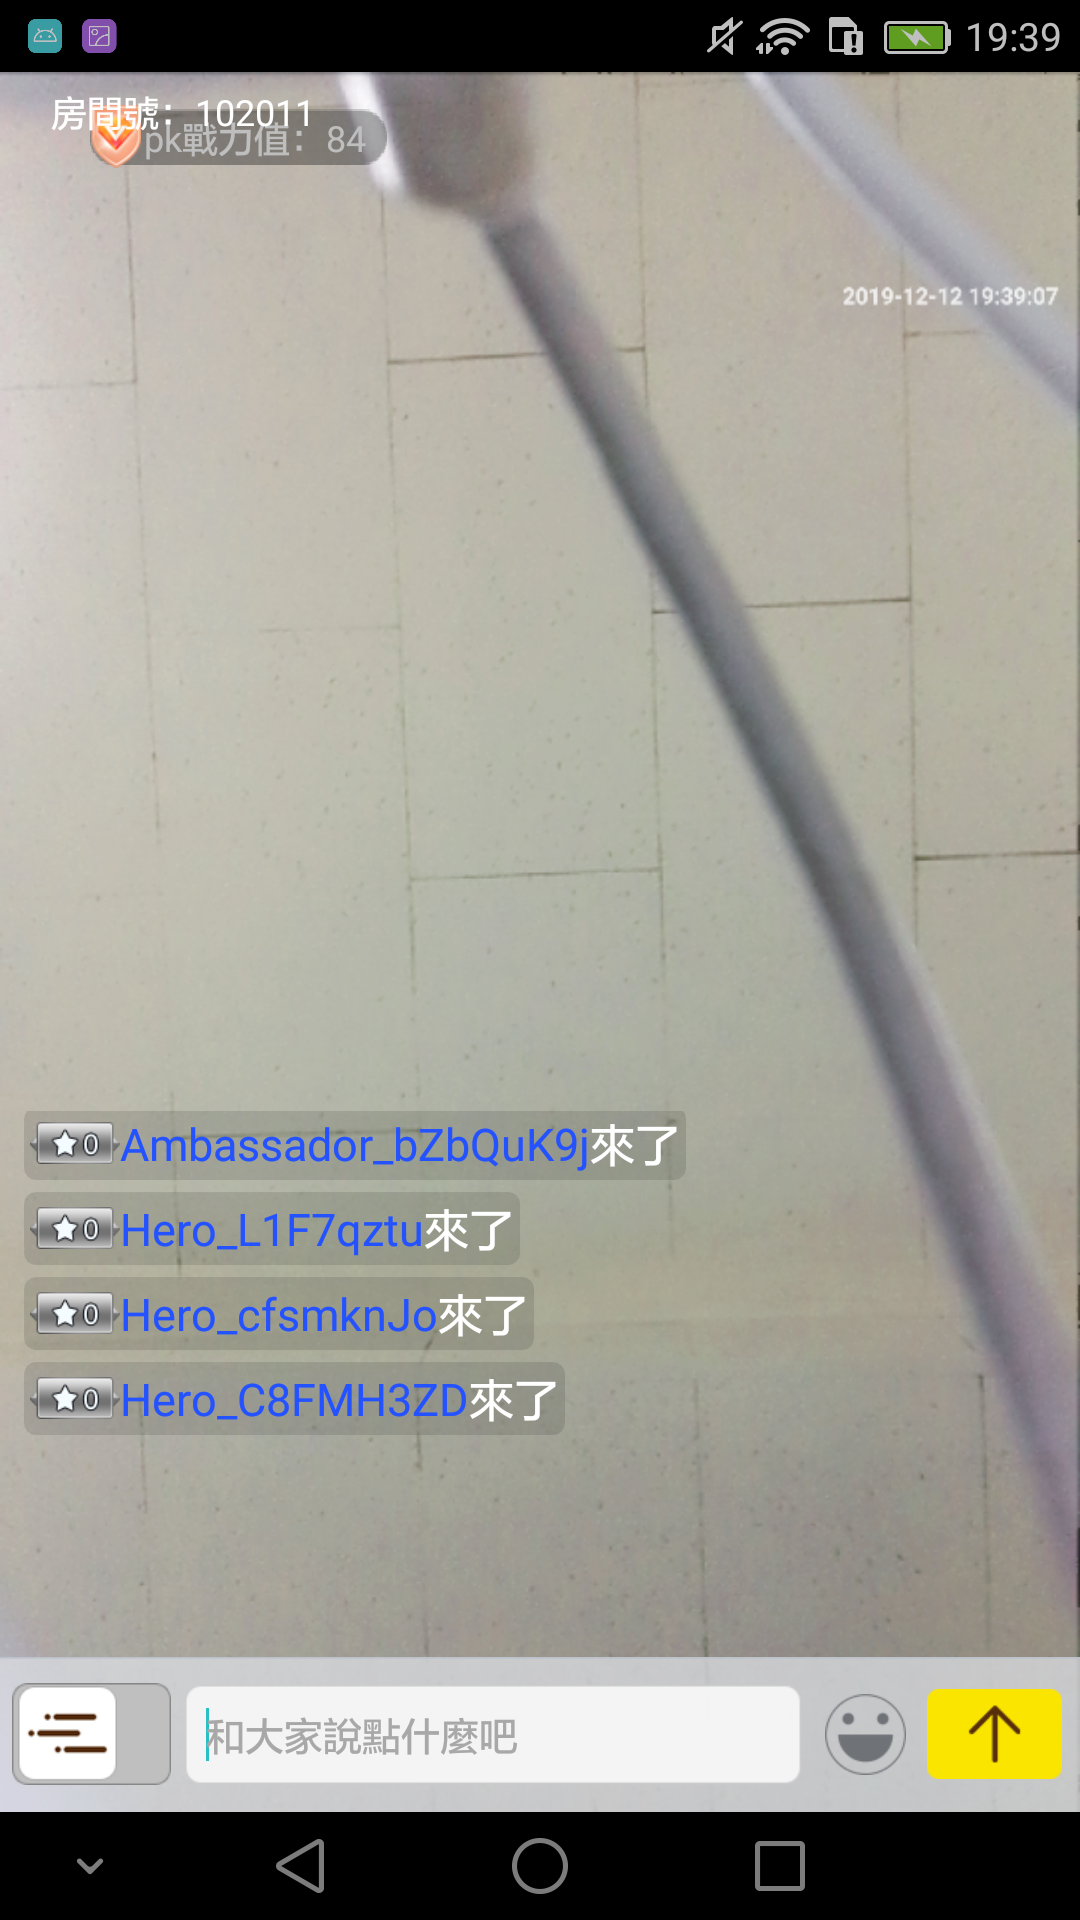 19:39
房間號：102011
pk戰力值：84
2019-12-12 19:39:07
0 Ambassador_bZbQuK9j來了
0 Hero_L1F7qztu來了
0 Hero_cfsmknJo來了
0 Hero_C8FMH3ZD來了
和大家說點什麼吧